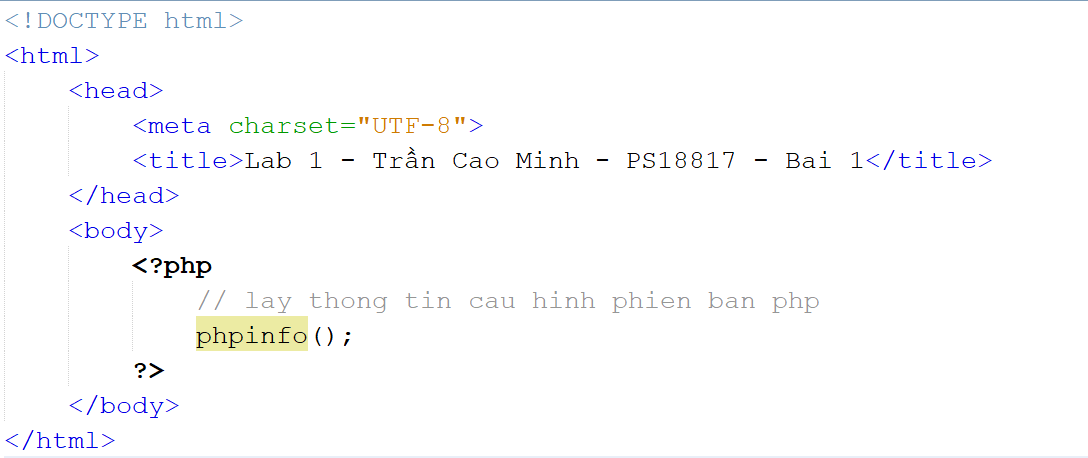 <!DOCTYPE html>
<html>
<head>
<meta charset="UTF-8">
<title>Lab 1 - Trần Cao Minh - PS18817 - Bai 1</title>
</head>
<body>
<?php
// lay thong tin cau hinh phien ban php
phpinfo();
?>
</body>
</html>